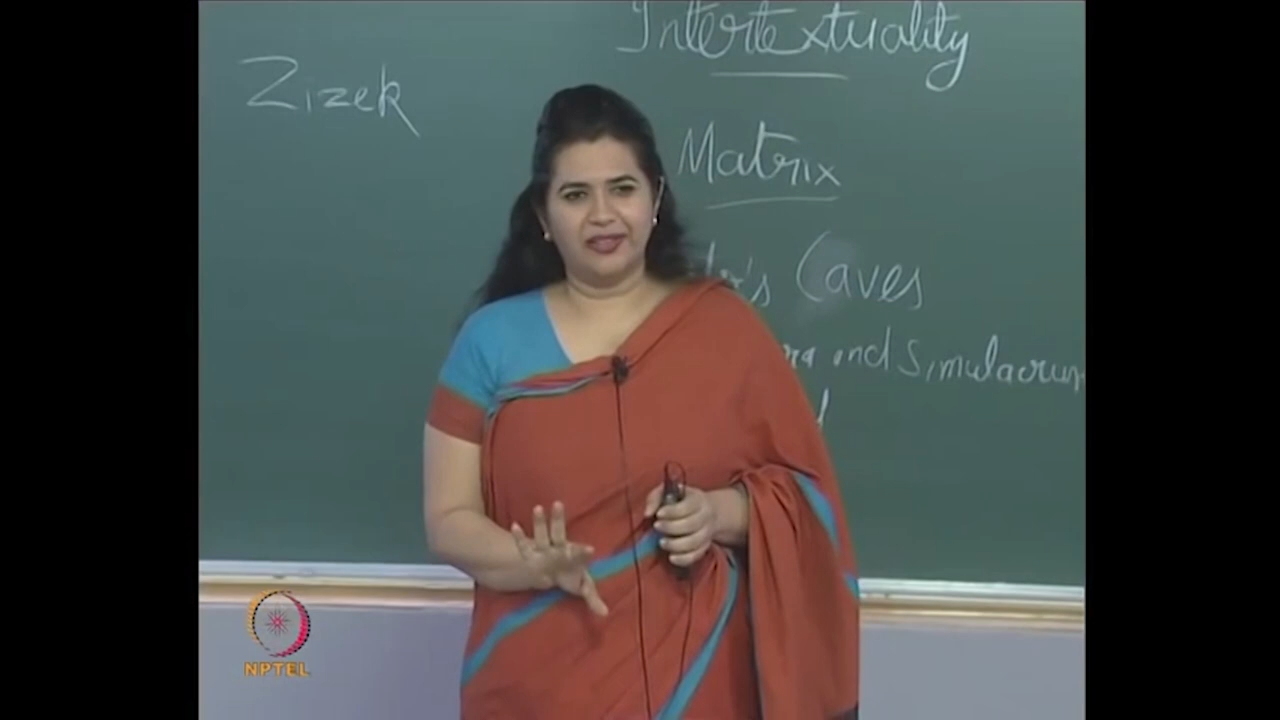 Intertextuality
Zizek
Matrix
Caves
and Simulacrum
NPTEL